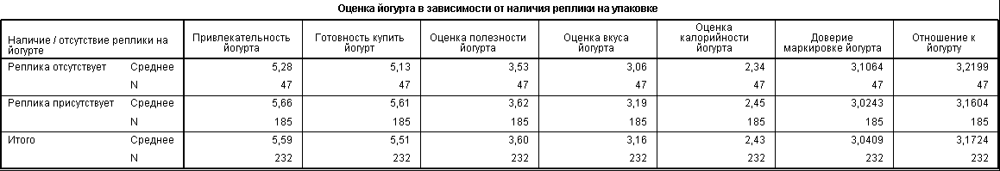 Оценка йогурта в зависимости от наличия реплики на упаковке
Наличие / отсутствие реплики на йогурте Привлекательность йогурта Готовность купить йогурт Оценка полезности йогурта Оценка вкуса йогурта Оценка калорийности йогурта Доверие маркировке йогурта Отношение к йогурту
Реплика отсутствует Среднее 5,28 5,13 3,53 3,06 2,34 3,1064 3,2199
N 47 47 47 47 47 47 47
Реплика присутствует Среднее 5,66 5,61 3,62 3,19 2,45 3,0243 3,1604
N 185 185 185 185 185 185 185
Итого Среднее 5,59 5,51 3,60 3,16 2,43 3,0409 3,1724
N 232 232 232 232 232 232 232